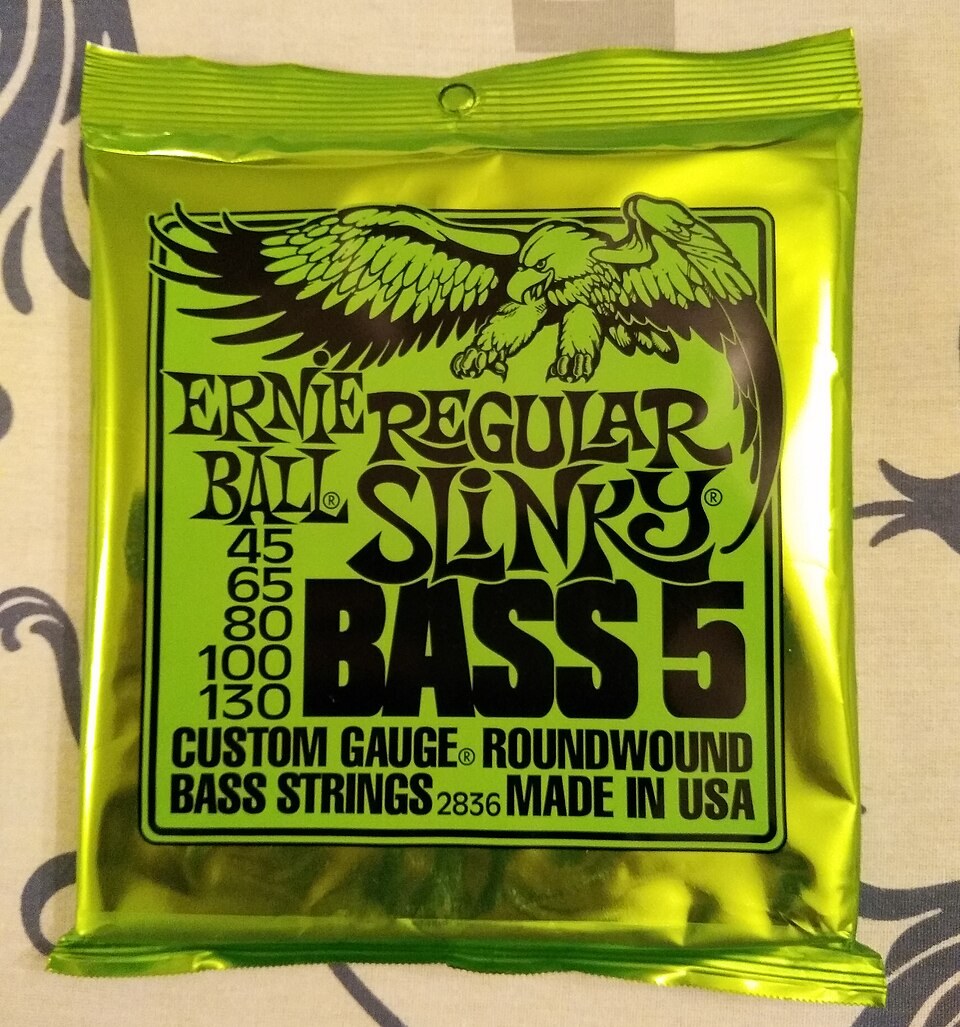 ERNiE
BALL®
REGULAR
SLiNKY®
45
65
80
100
130
BASS 5
CUSTOM GAUGE® ROUNDWOUND
BASS STRINGS 2836 MADE IN USA